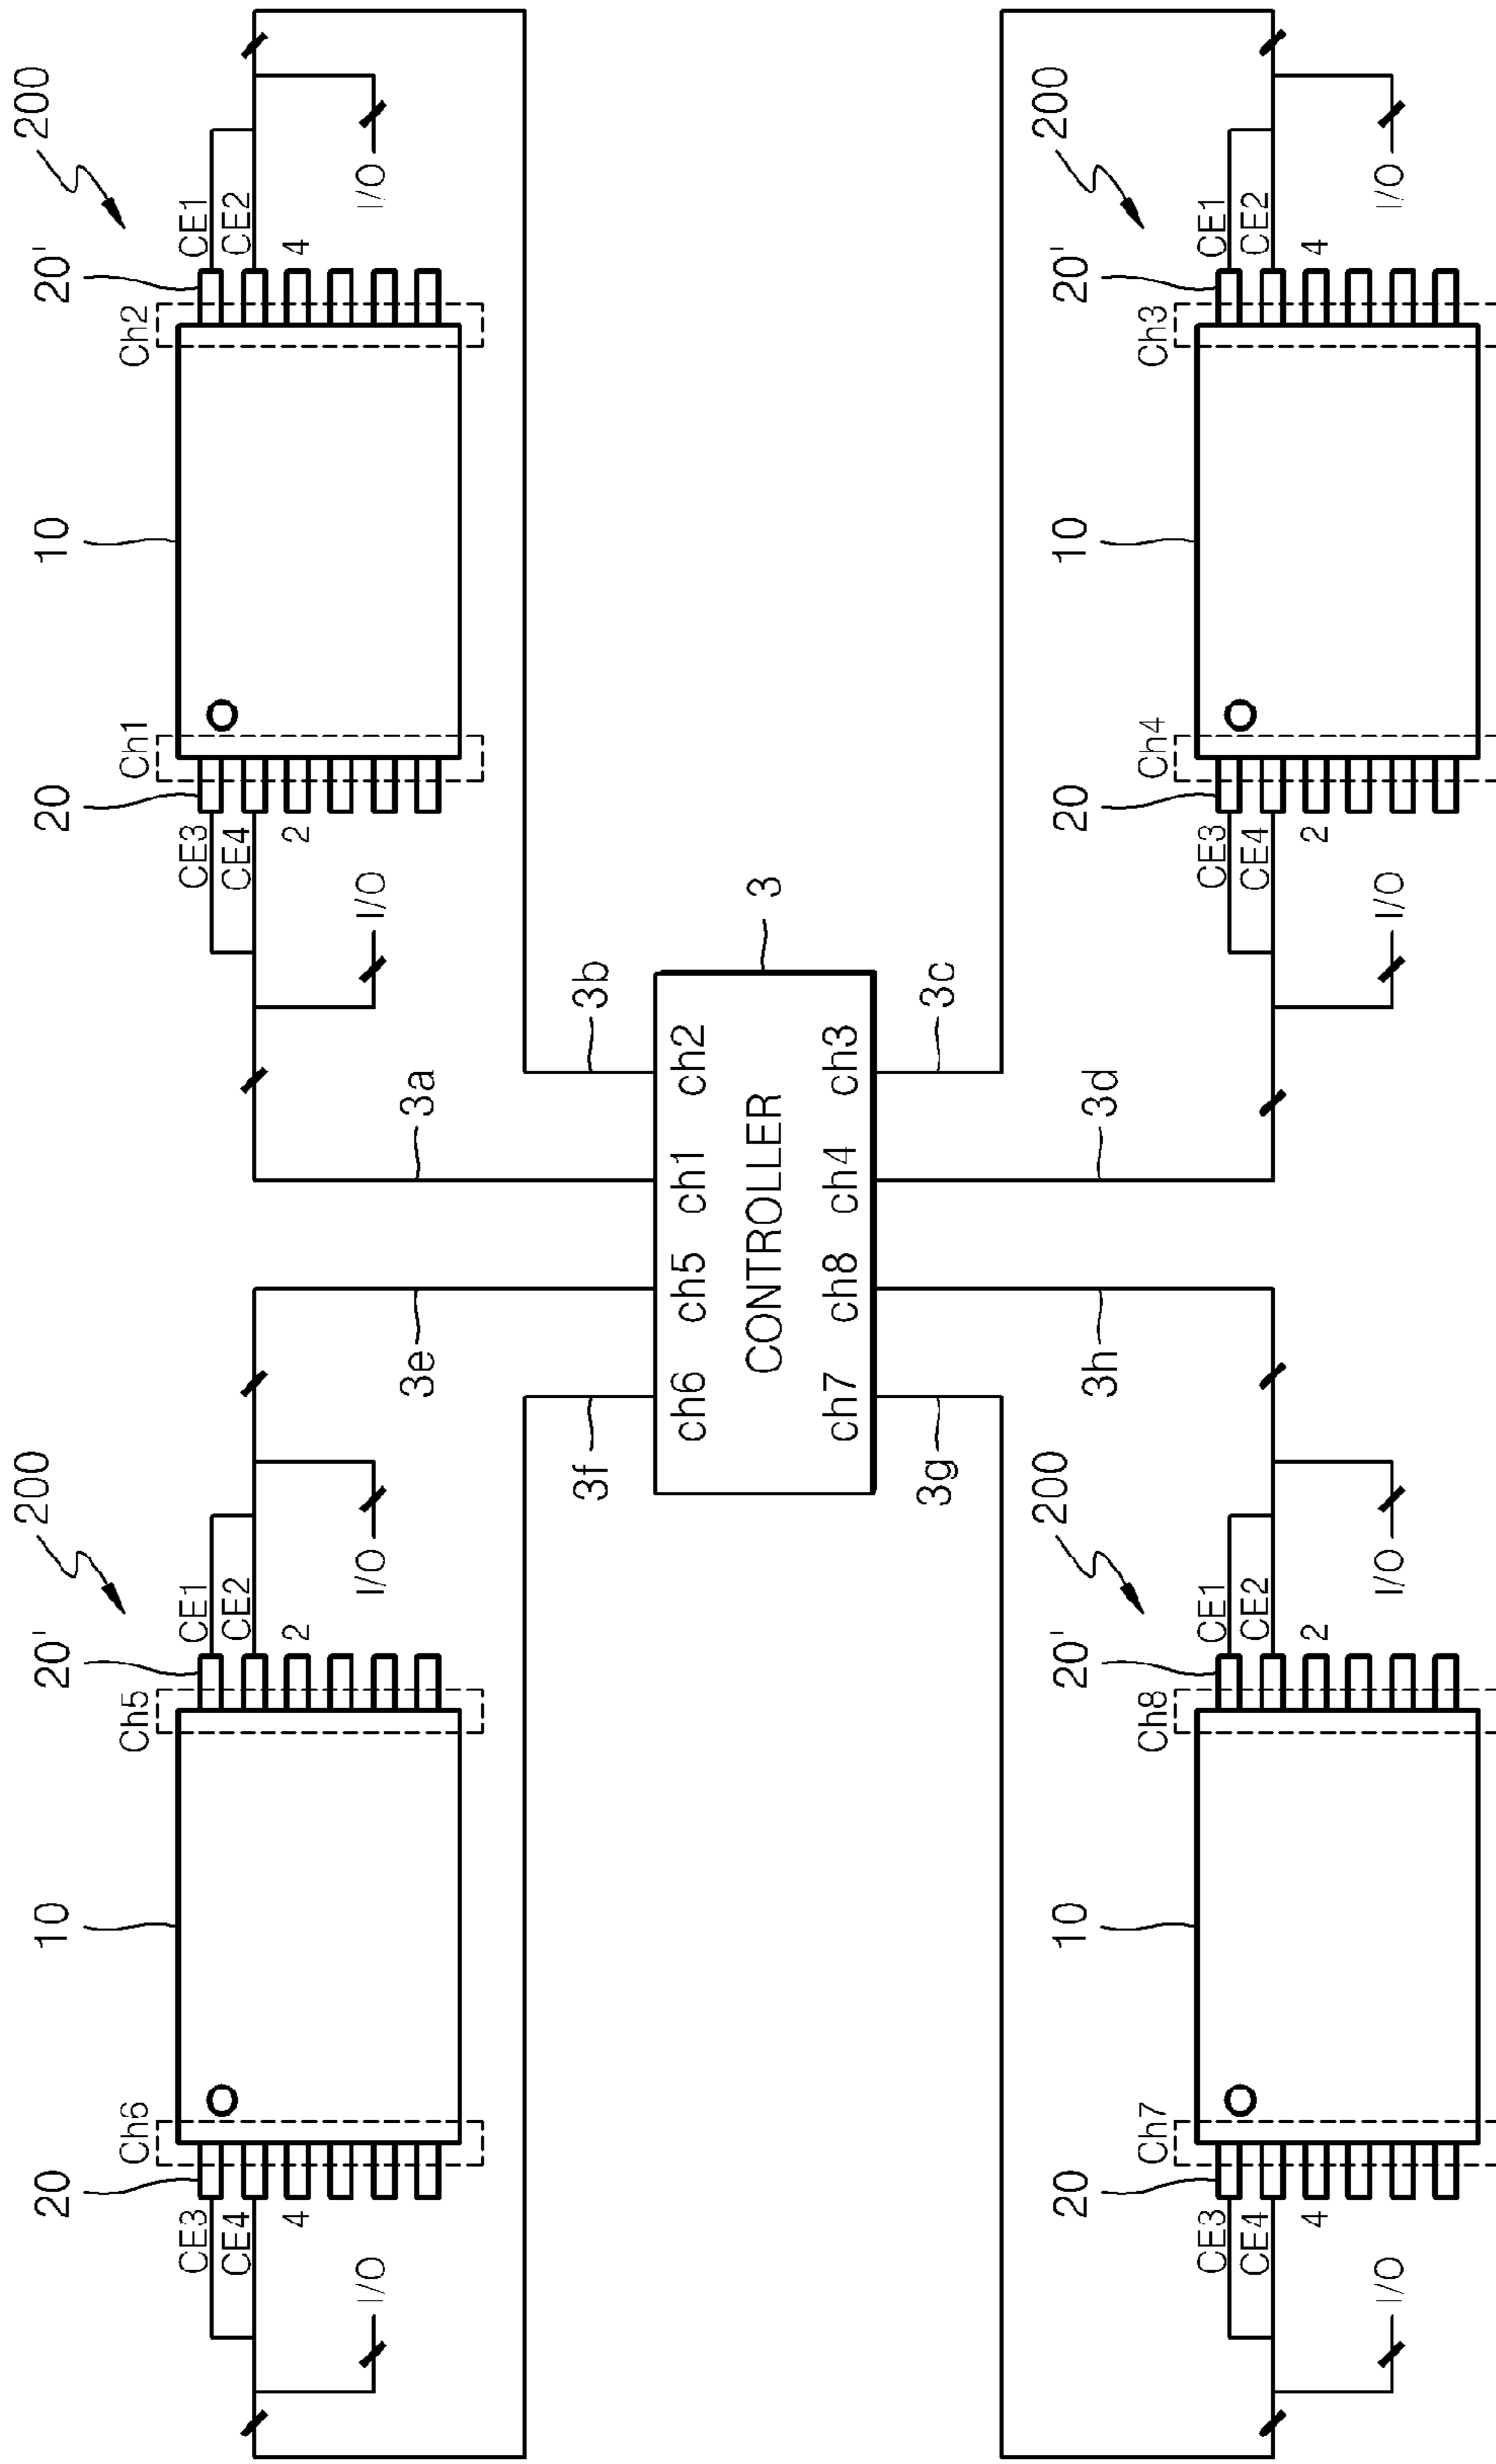 200 200
20 10 20' 20 10 20'
Ch6 Ch5 Ch1 Ch2
CE3 CE1 CE3 CE1
CE4 CE2 CE4 CE2
4 2 2 4
I/O I/O I/O I/O
3e 3a
3f 3b
ch6 ch5 ch1 ch2
CONTROLLER 3
ch7 ch8 ch4 ch3
3g 3c
200 200
20 10 20' 3h 3d 20 10 20'
Ch7 Ch8 Ch4 Ch3
CE3 CE1 CE3 CE1
CE4 CE2 CE4 CE2
4 2 2 4
I/O I/O I/O I/O